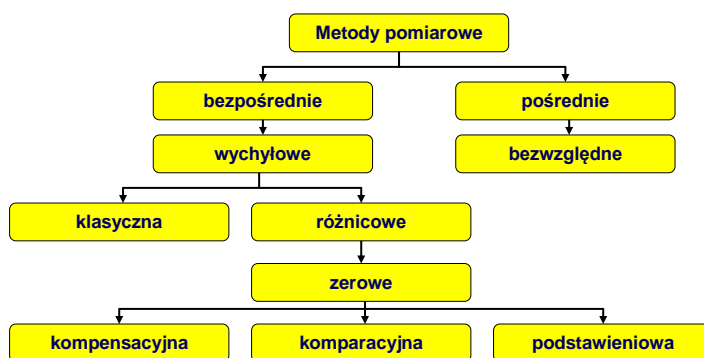 Metody pomiarowe
bezpośrednie
pośrednie
wychyłowe
bezwzględne
klasyczna
różnicowe
zerowe
kompensacyjna
komparacyjna
podstawieniowa